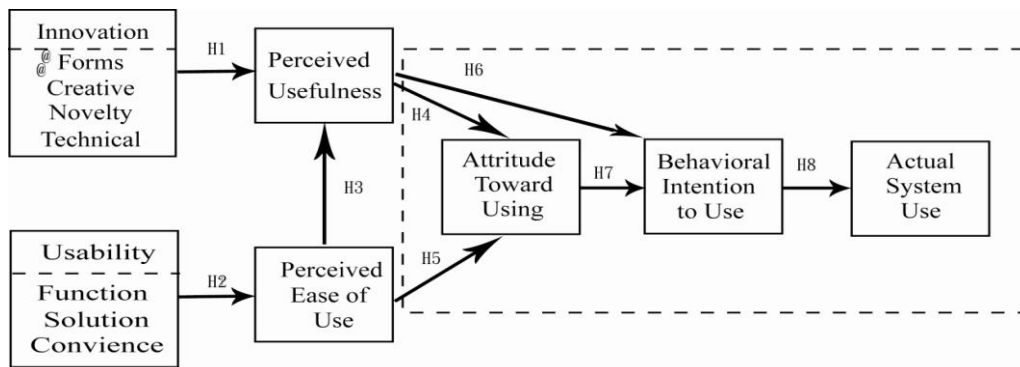 Innovation
@
@ Forms
Creative
Novelty
Technical
H1
Perceived
Usefulness
H6
H4
H3
Attritude
Toward
Using
H7
Behavioral
Intention
to Use
H8
Actual
System
Use
Usability
Function
Solution
Convience
H2
Perceived
Ease of
Use
H5